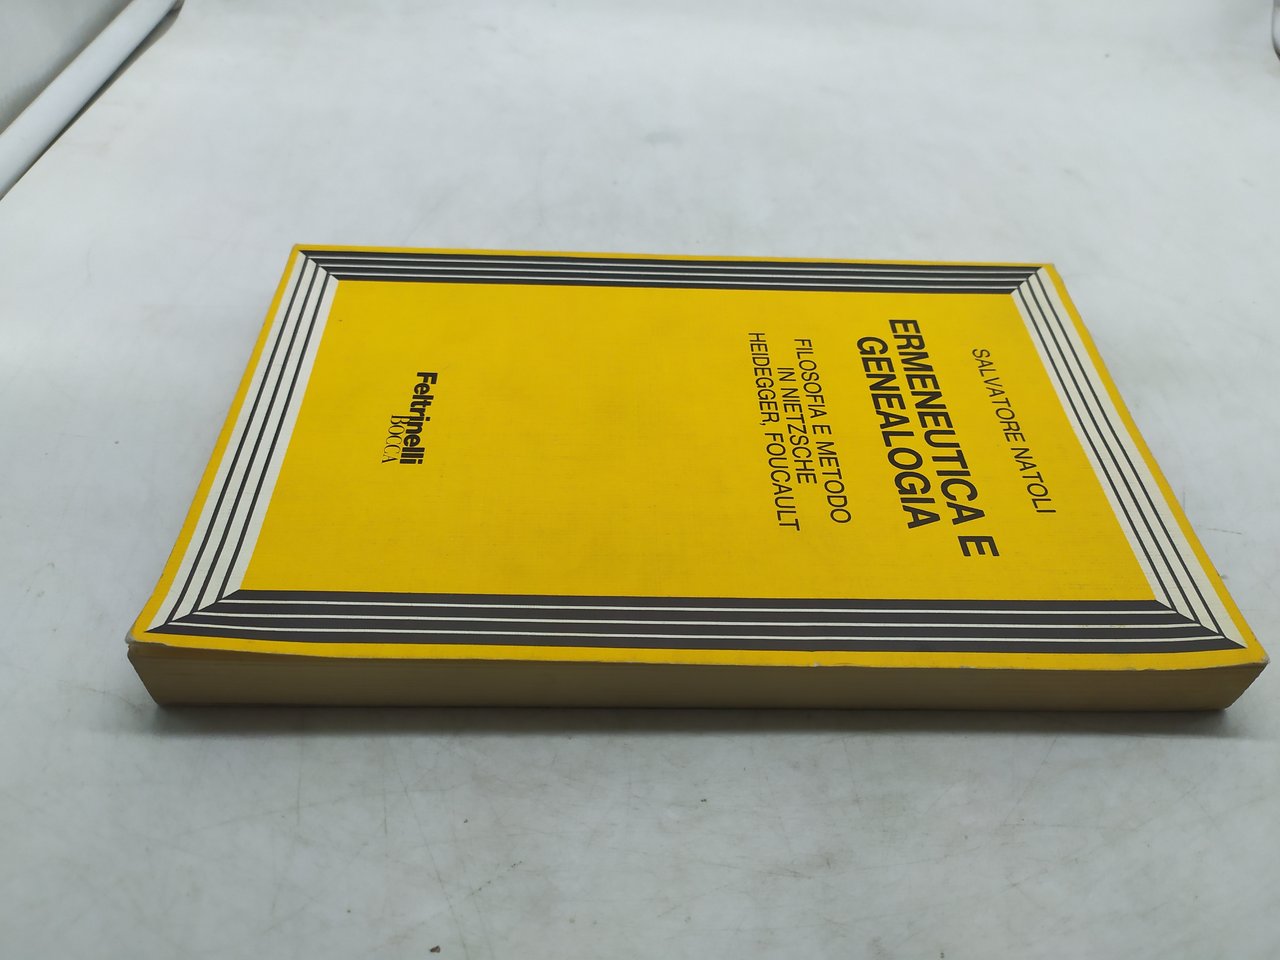 SALVATORE NATOLI
ERMENEUTICA E
GENEALOGIA
FILOSOFIA E METODO
IN NIETZSCHE
HEIDEGGER, FOUCAULT
Feltrinelli
BOCCA